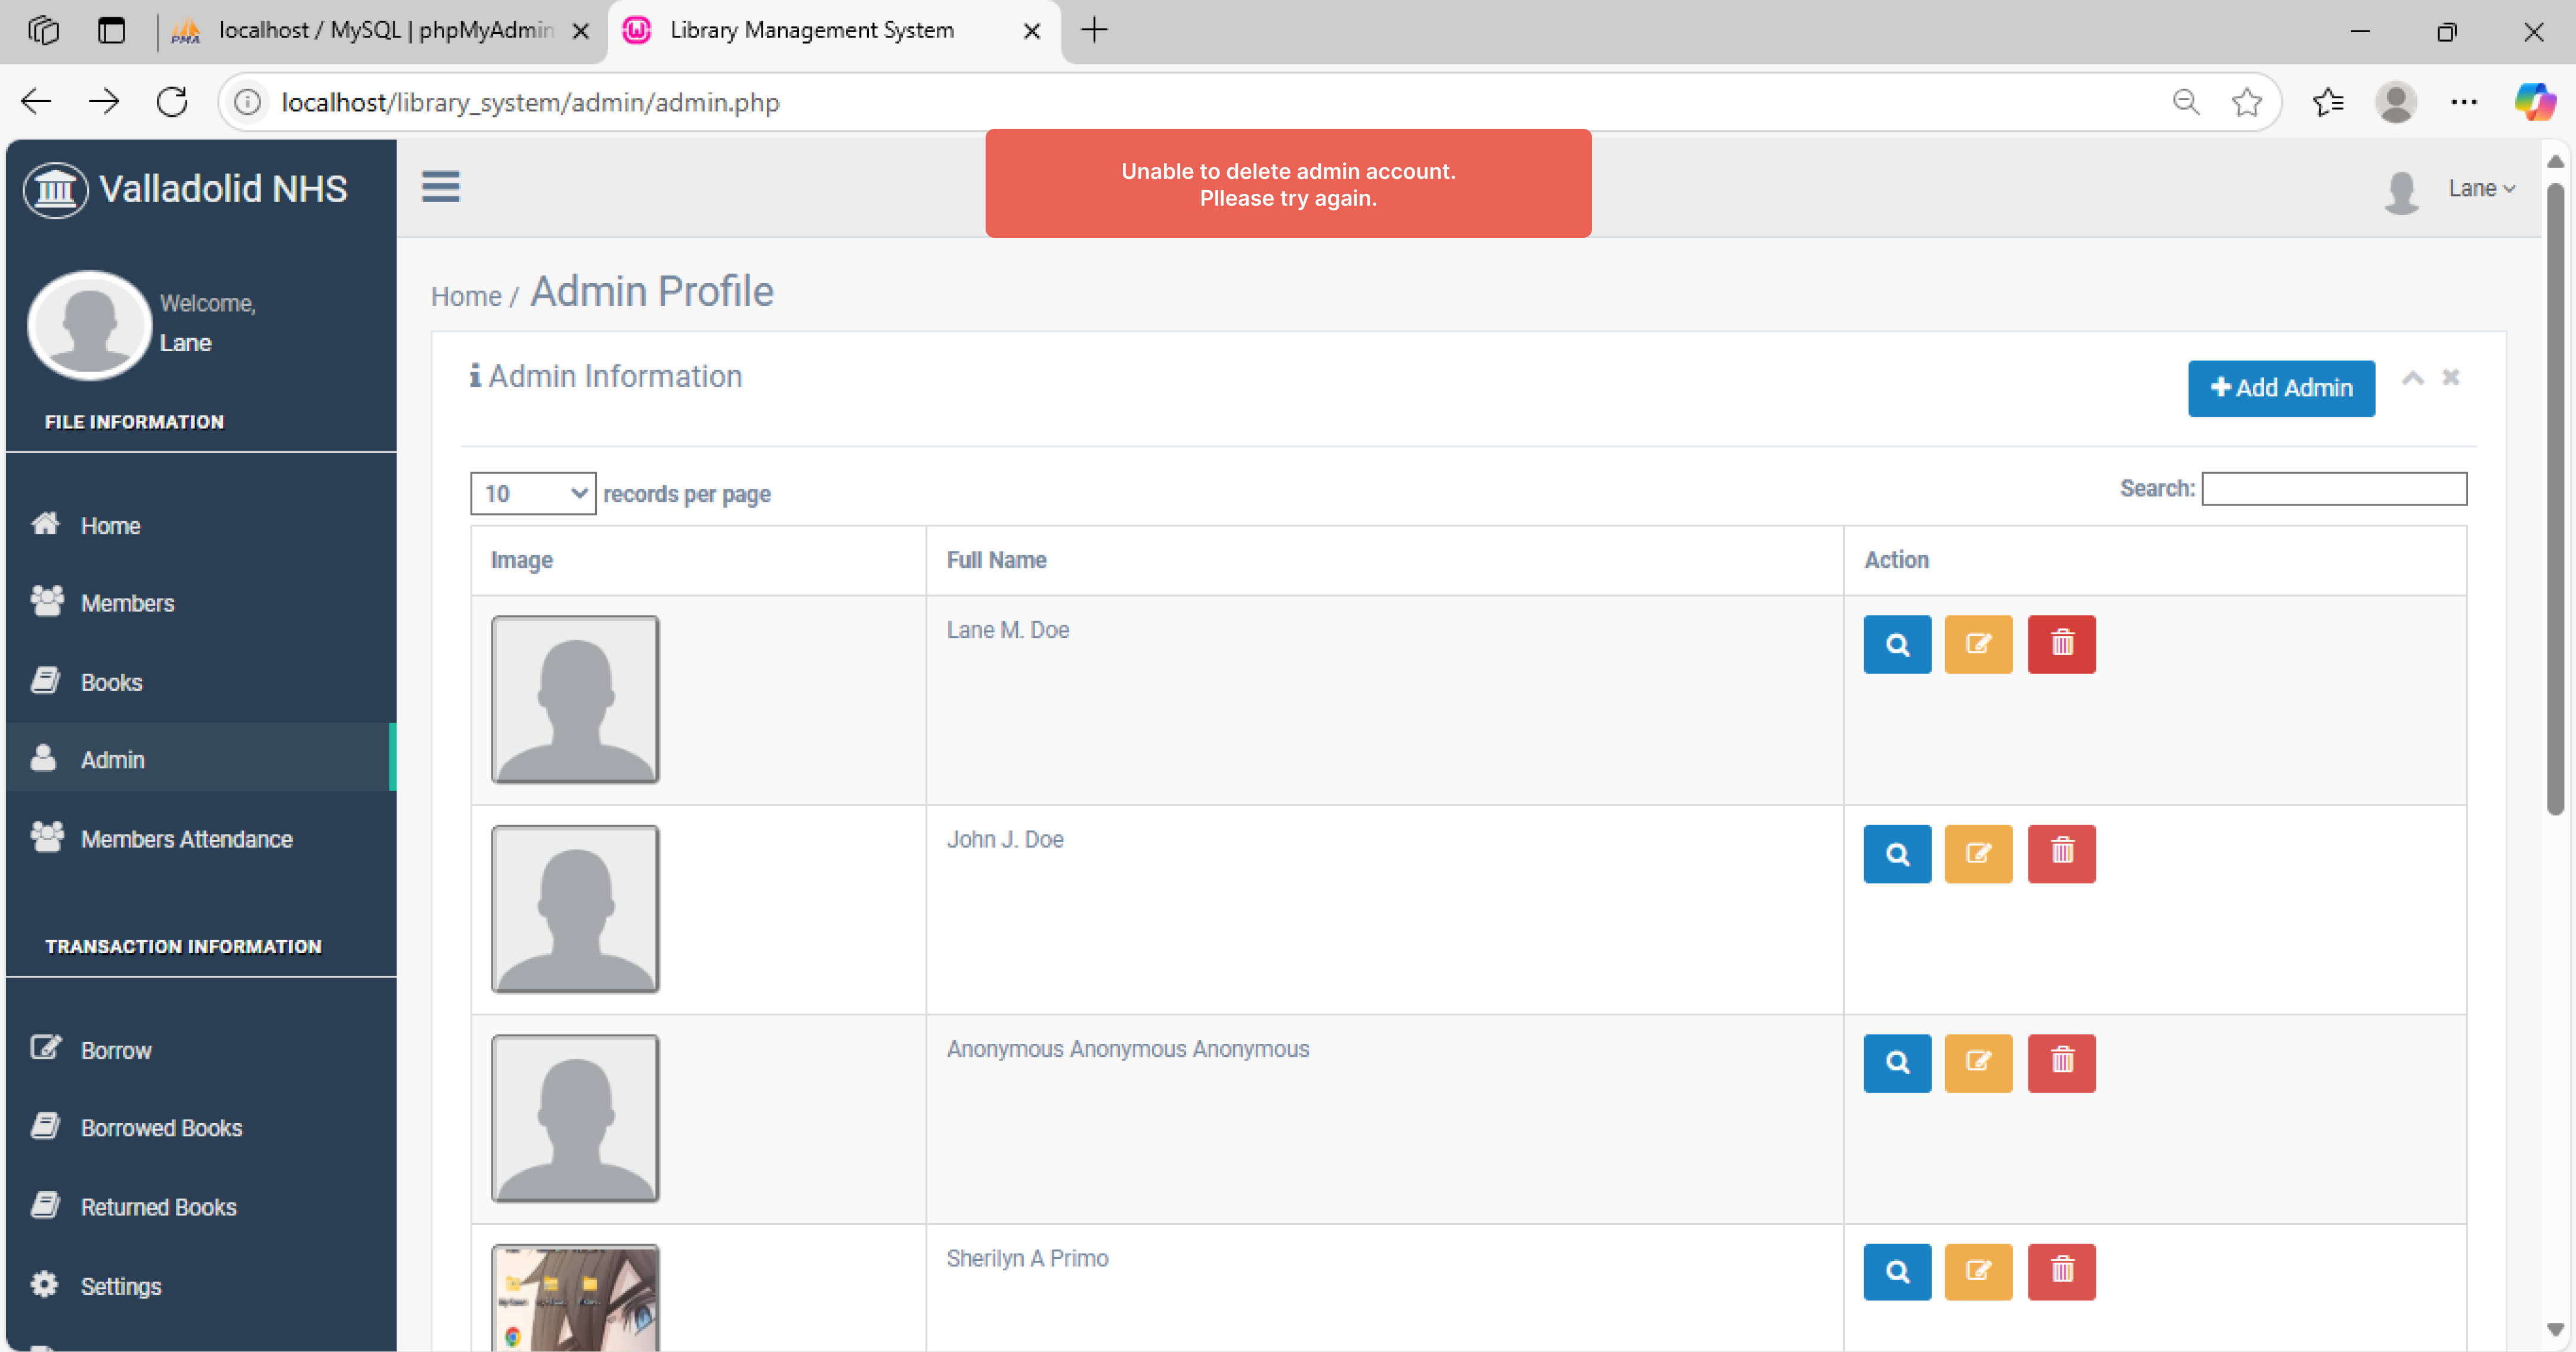 localhost / MySQL | phpMyAdmin
Library Management System
localhost/library_system/admin/admin.php
Valladolid NHS
Unable to delete admin account.
Pllease try again.
Lane
Welcome,
Lane
FILE INFORMATION
Home
Members
Books
Admin
Members Attendance
TRANSACTION INFORMATION
Borrow
Borrowed Books
Returned Books
Settings
Home / Admin Profile
Admin Information
Add Admin
10 records per page
Search:
Image Full Name Action
Lane M. Doe
John J. Doe
Anonymous Anonymous Anonymous
Sherilyn A Primo